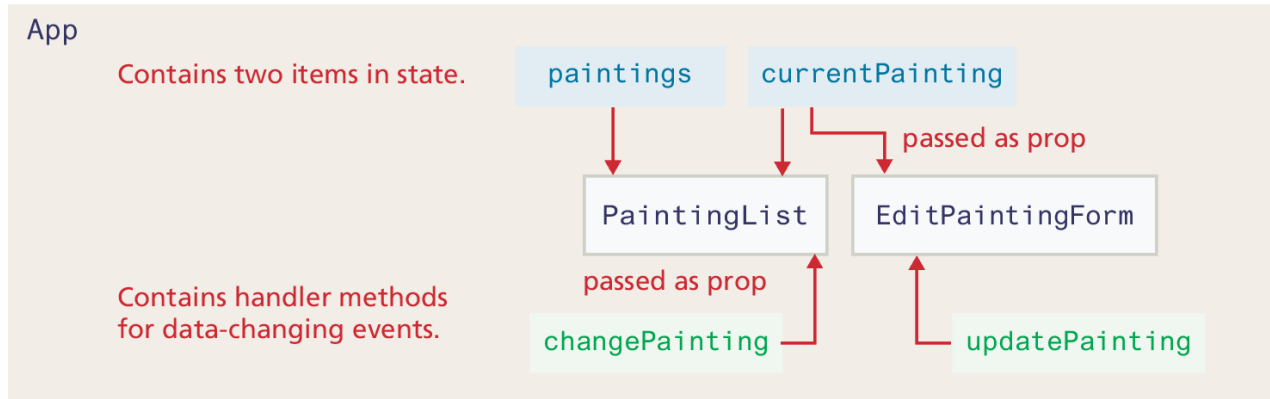 App
Contains two items in state.
paintings
currentPainting
passed as prop
PaintingList
EditPaintingForm
passed as prop
Contains handler methods
for data-changing events.
changePainting
updatePainting